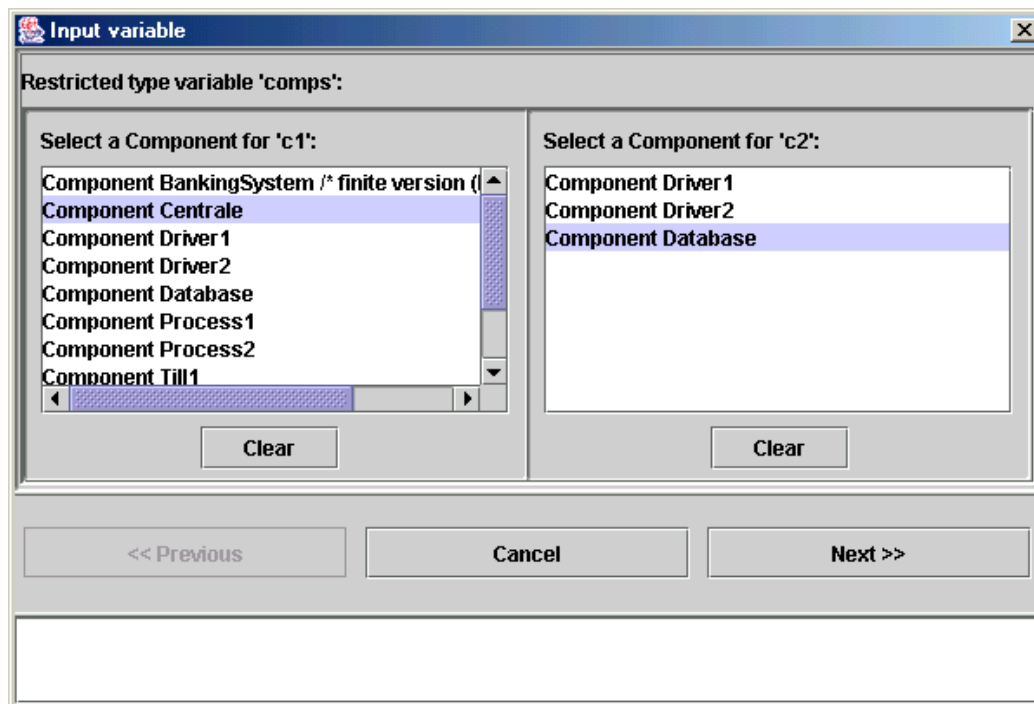 Input variable
Restricted type variable 'comps':
Select a Component for 'c1':
Component BankingSystem /* finite version (
Component Centrale
Component Driver1
Component Driver2
Component Database
Component Process1
Component Process2
Component Till1
Clear
Select a Component for 'c2':
Component Driver1
Component Driver2
Component Database
Clear
<< Previous
Cancel
Next >>